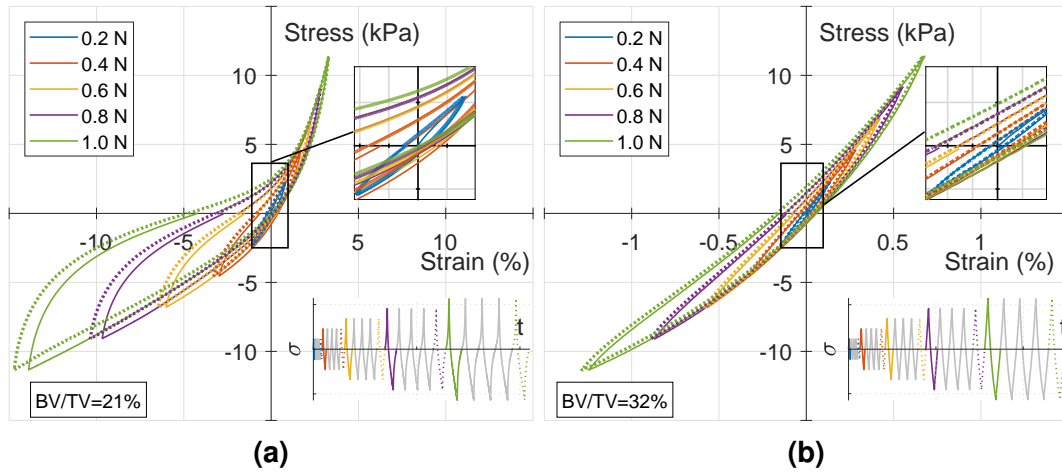 0.2 N
0.4 N
0.6 N
0.8 N
1.0 N
Stress (kPa)
10
5
-10
-5
5
10
Strain (%)
-5
-10
σ
t
BV/TV=21%
(a)
0.2 N
0.4 N
0.6 N
0.8 N
1.0 N
Stress (kPa)
10
5
-1
-0.5
0.5
1
Strain (%)
-5
-10
σ
t
BV/TV=32%
(b)